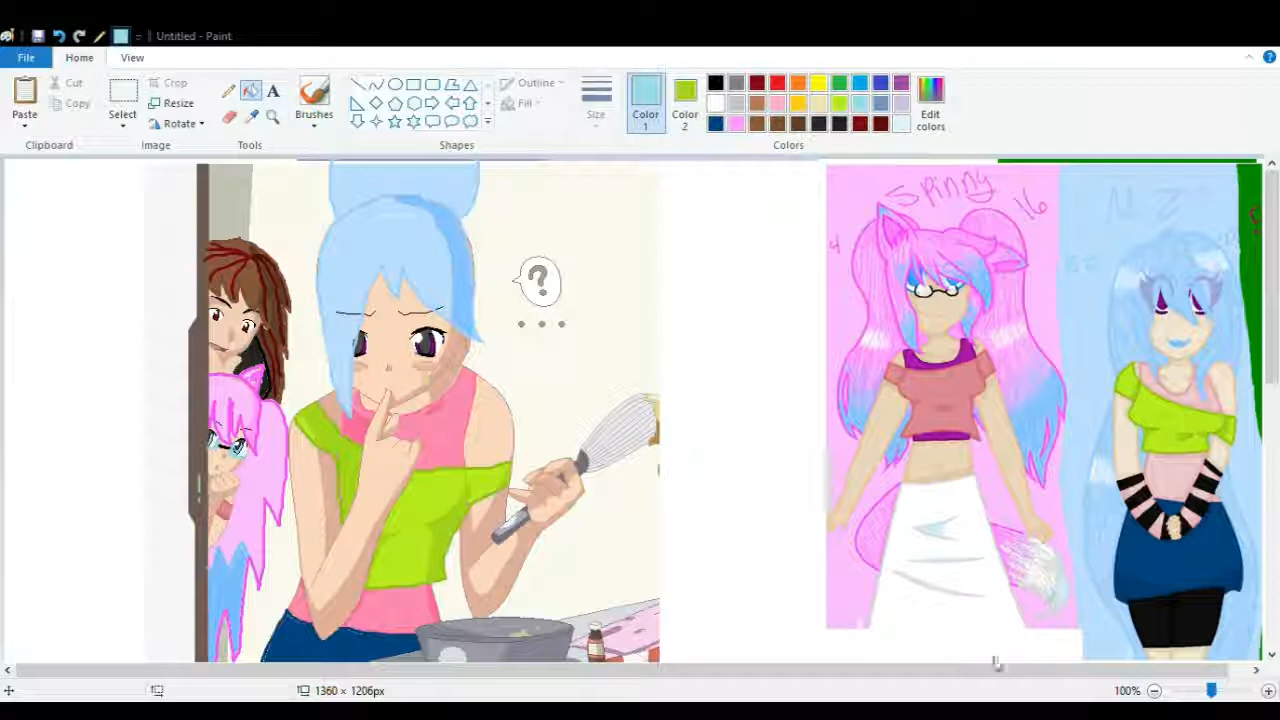 Untitled - Paint
File
Home
View
Paste
Cut
Copy
Clipboard
Select
Crop
Resize
Rotate
Image
A
Tools
Brushes
Outline
Fill
Shapes
Size
Color 1
Color 2
Edit colors
Colors
?
...
Spinny
16
4
1360 × 1206px
100%